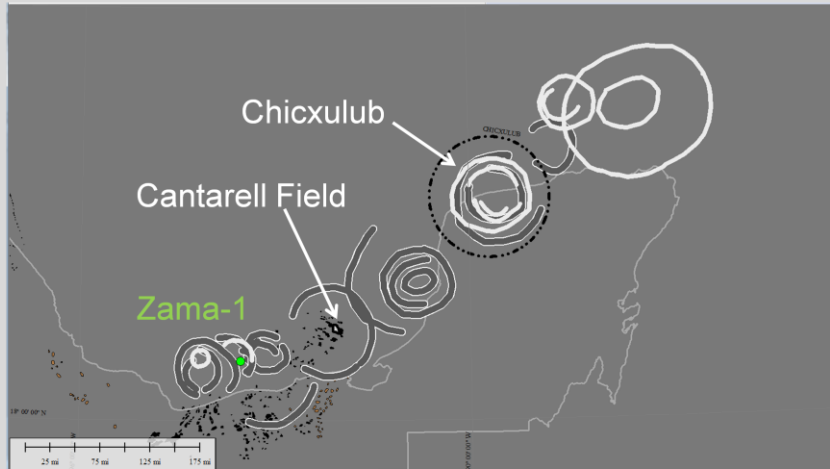 Chicxulub
CHICXULUB
Cantarell Field
Zama-1
25 mi
75 mi
125 mi
175 mi